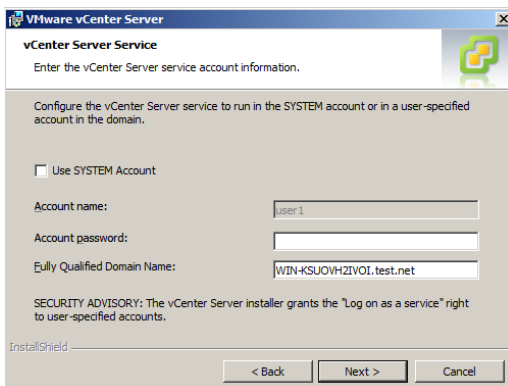 VMware vCenter Server
vCenter Server Service
Enter the vCenter Server service account information.
Configure the vCenter Server service to run in the SYSTEM account or in a user-specified
account in the domain.
Use SYSTEM Account
Account name:
user1
Account password:
Fully Qualified Domain Name:
WIN-KSUOVH2IVOI.test.net
SECURITY ADVISORY: The vCenter Server installer grants the "Log on as a service" right
to user-specified accounts.
InstallShield
< Back
Next >
Cancel